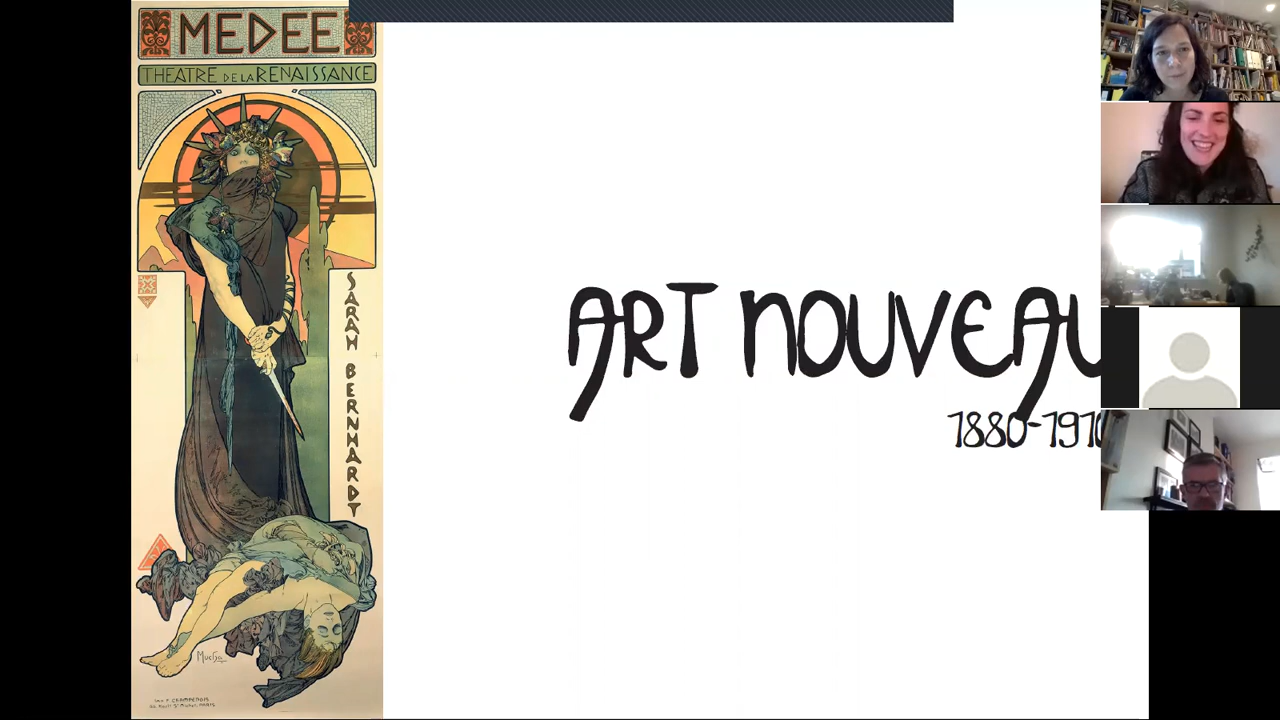 MEDEE
THEATRE DE LA RENAISSANCE
SARAH BERNHARDT
Mucha
ART NOUVEAU
1880-1910